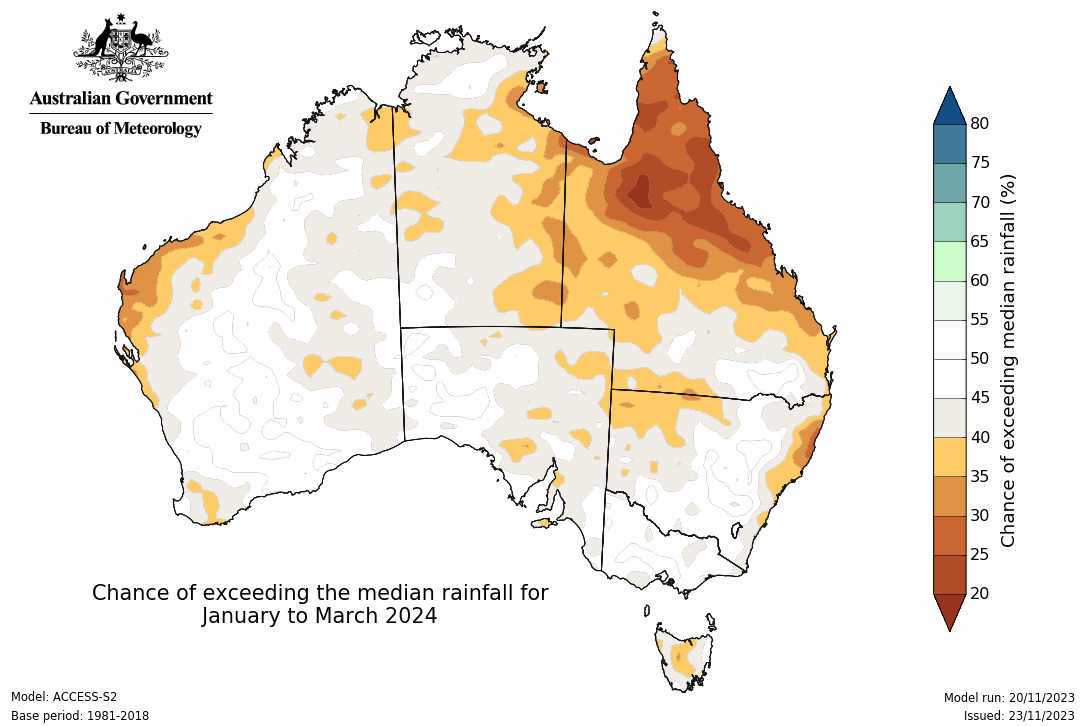 Australian Government
Bureau of Meteorology
80
75
70
65
60
55
50
45
40
35
30
25
20
Chance of exceeding median rainfall (%)
Chance of exceeding the median rainfall for
January to March 2024
Model: ACCESS-S2
Base period: 1981-2018
Model run: 20/11/2023
Issued: 23/11/2023